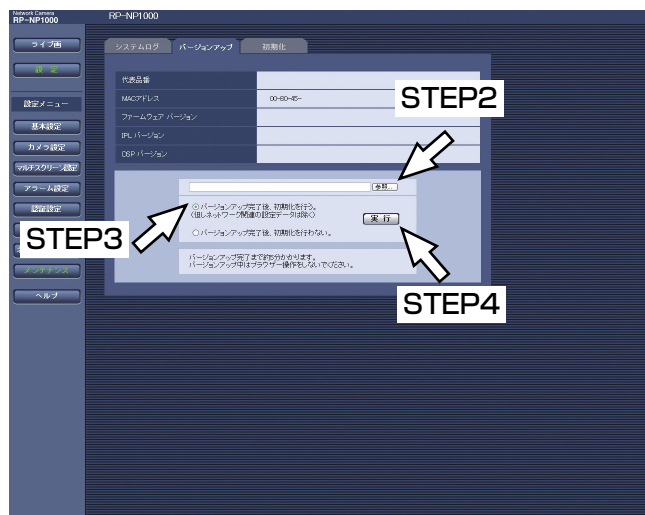 Network Camera
RP-NP1000
RP-NP1000
ライブ画
設 定
設定メニュー
基本設定
カメラ設定
マルチスクリーン設定
アラーム設定
認証設定
メンテナンス
ヘルプ
システムログ
バージョンアップ
初期化
代表品番
MACアドレス
00-80-45-
ファームウェア バージョン
IPL バージョン
DSP バージョン
STEP2
参照...
バージョンアップ完了後、初期化を行う。
(但しネットワーク関連の設定データは除く)
実 行
バージョンアップ完了後、初期化を行わない。
STEP3
バージョンアップ完了まで約5分かかります。
バージョンアップ中はブラウザー操作をしないでください。
STEP4